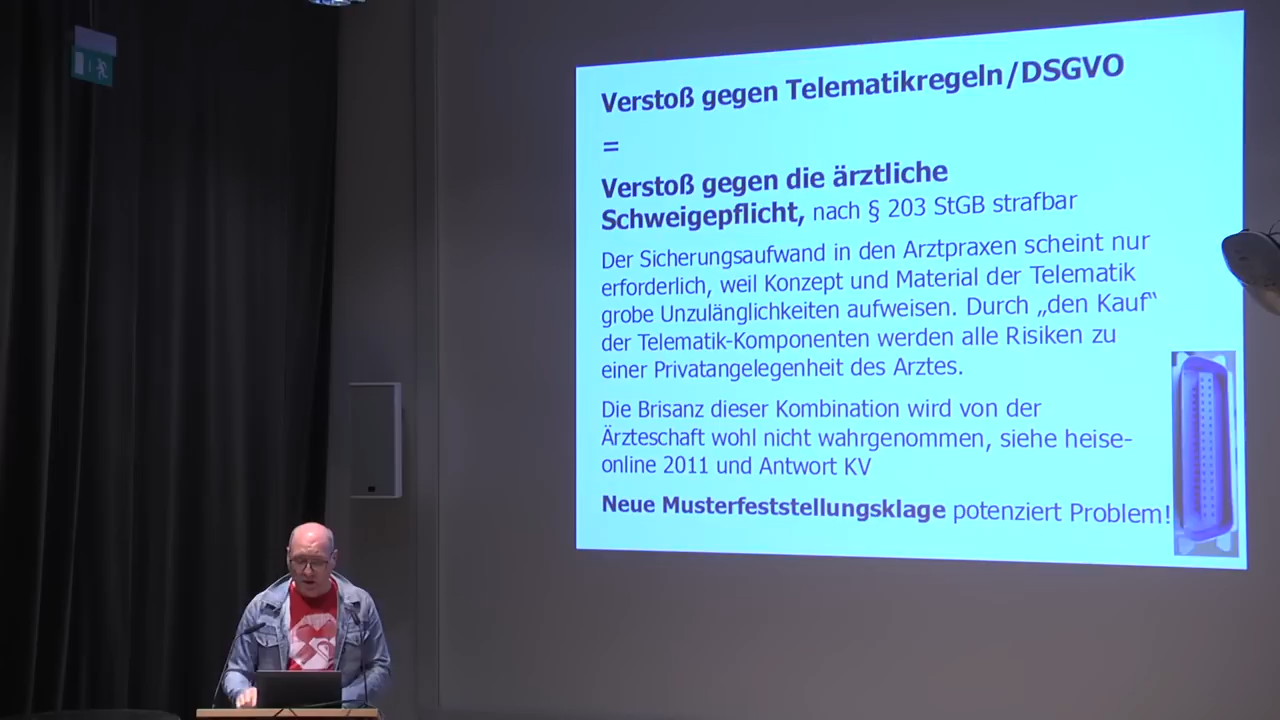 Verstoß gegen Telematikregeln/DSGVO
=
Verstoß gegen die ärztliche
Schweigepflicht, nach § 203 StGB strafbar
Der Sicherungsaufwand in den Arztpraxen scheint nur
erforderlich, weil Konzept und Material der Telematik
grobe Unzulänglichkeiten aufweisen. Durch „den Kauf“
der Telematik-Komponenten werden alle Risiken zu
einer Privatangelegenheit des Arztes.
Die Brisanz dieser Kombination wird von der
Ärzteschaft wohl nicht wahrgenommen, siehe heise-
online 2011 und Antwort KV
Neue Musterfeststellungsklage potenziert Problem!